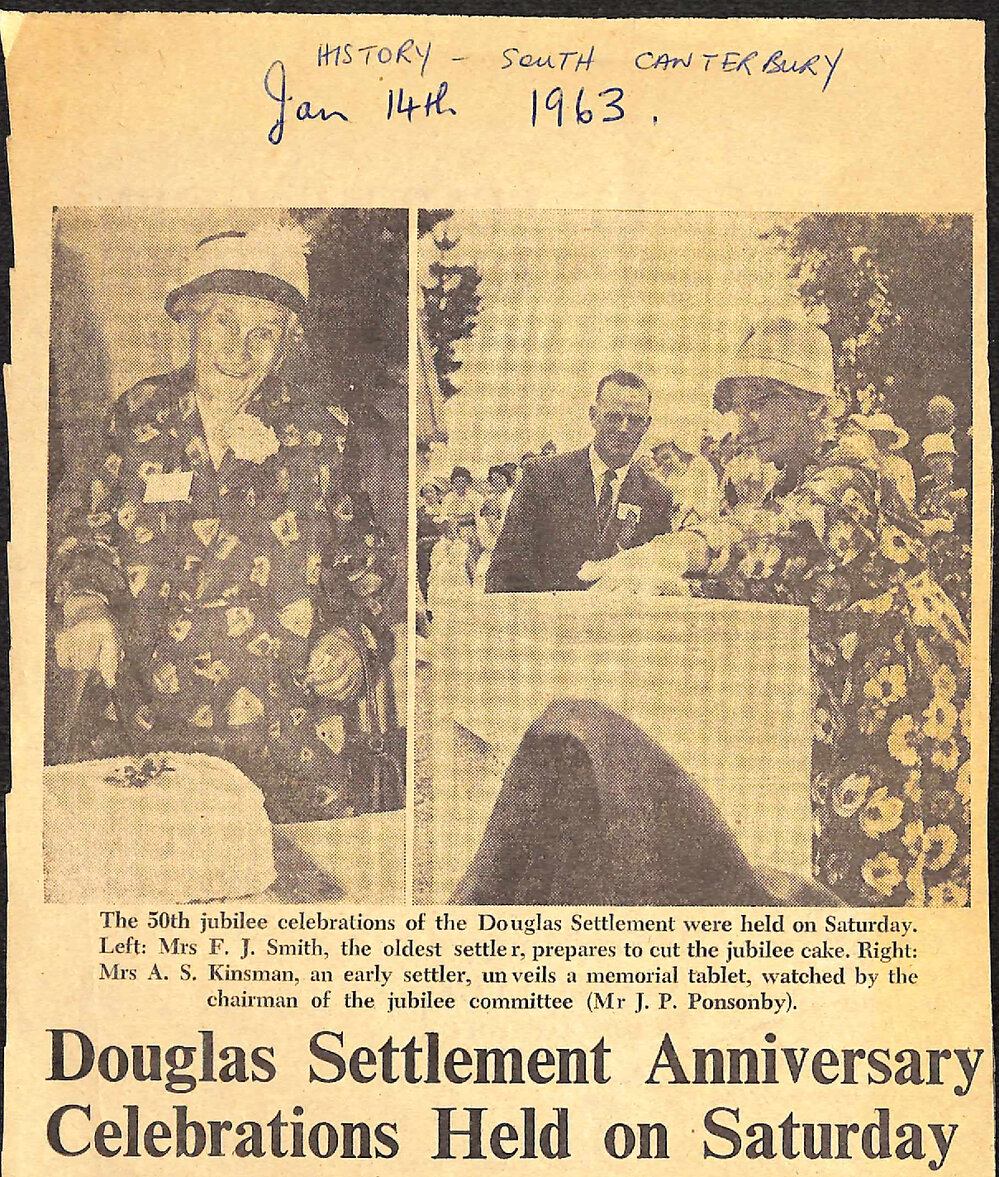 HISTORY - SOUTH CANTERBURY
Jan 14th 1963.
The 50th jubilee celebrations of the Douglas Settlement were held on Saturday.
Left: Mrs F. J. Smith, the oldest settler, prepares to cut the jubilee cake. Right:
Mrs A. S. Kinsman, an early settler, unveils a memorial tablet, watched by the
chairman of the jubilee committee (Mr J. P. Ponsonby).
Douglas Settlement Anniversary
Celebrations Held on Saturday